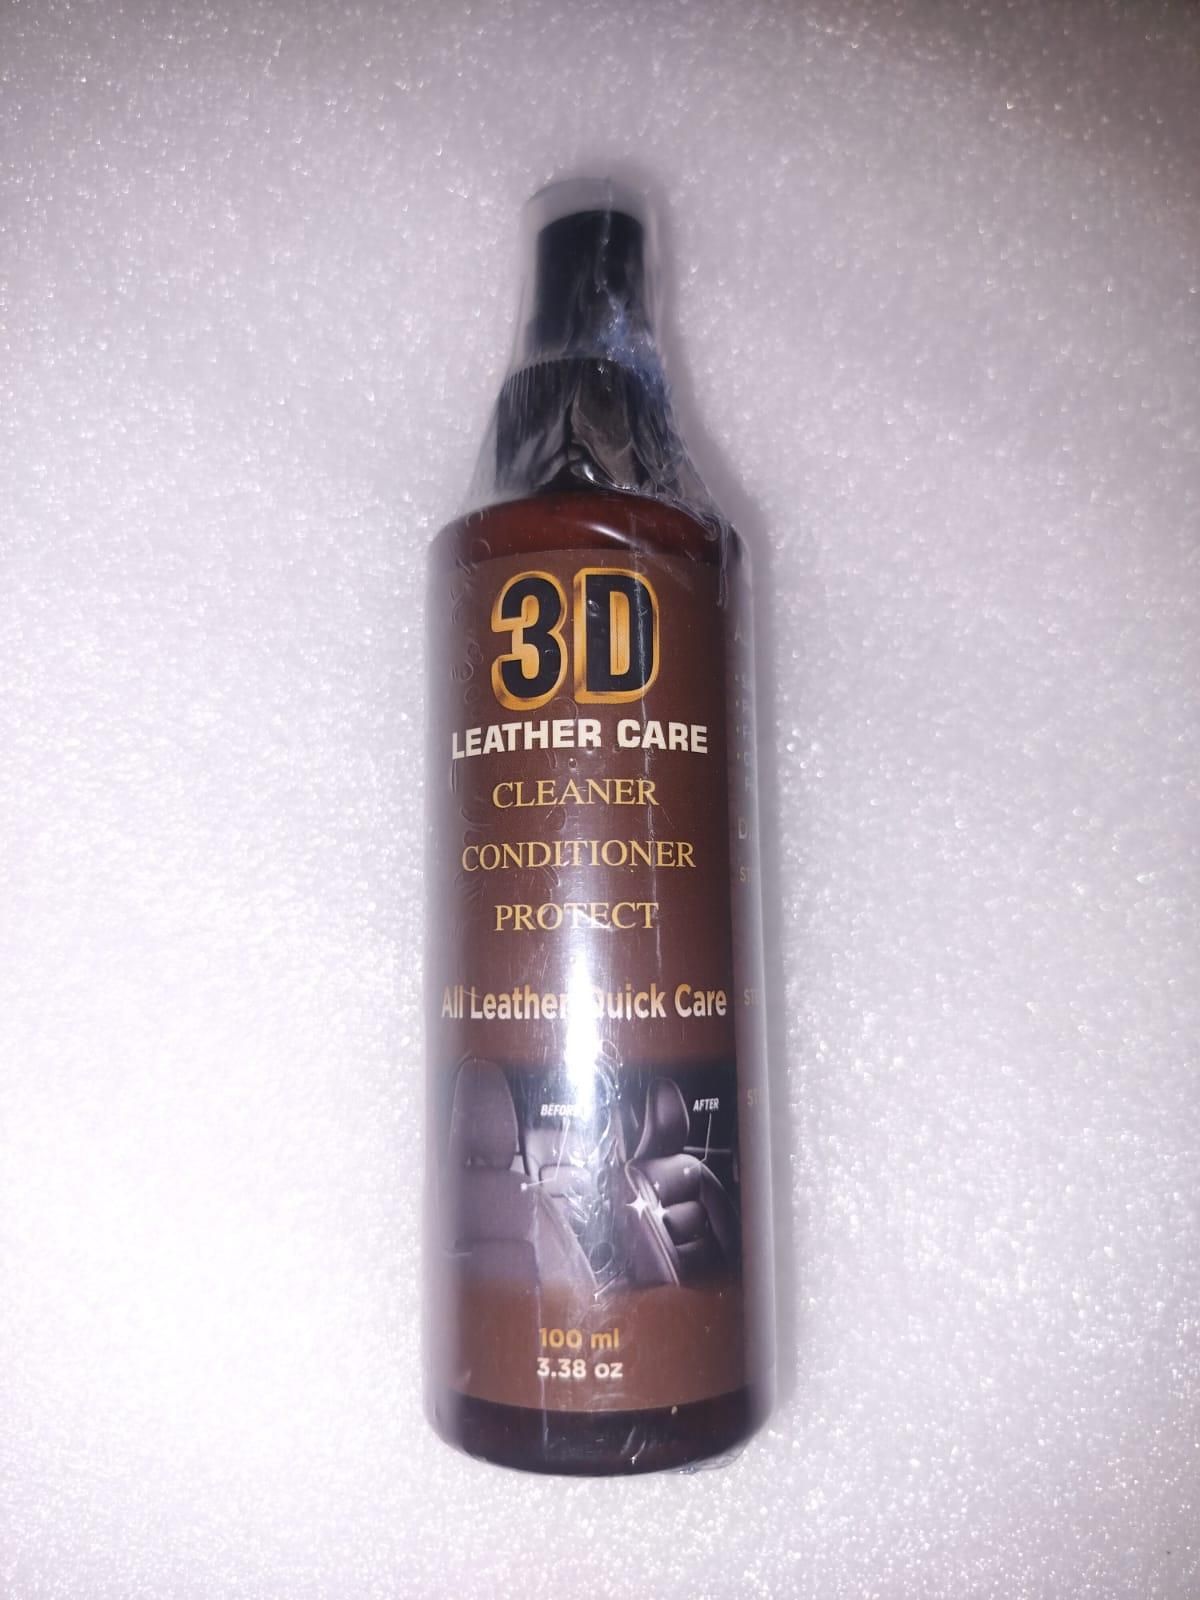 3D
LEATHER CARE
CLEANER
CONDITIONER
PROTECT
All Leather Quick Care
BEFORE
AFTER
100 ml
3.38 oz